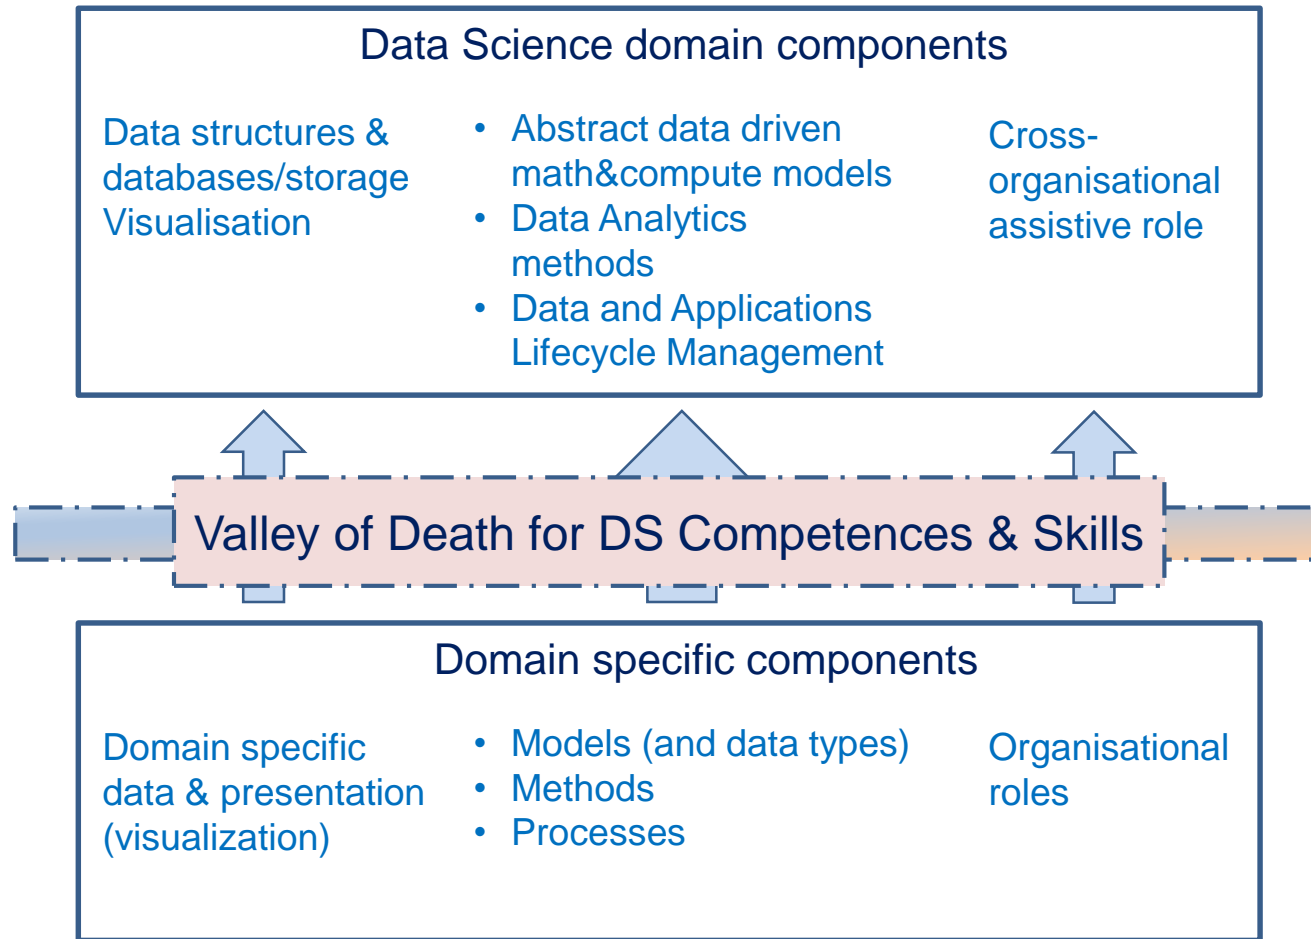 Data Science domain components
Data structures &
databases/storage
Visualisation
• Abstract data driven
math&compute models
• Data Analytics
methods
• Data and Applications
Lifecycle Management
Cross-
organisational
assistive role
Valley of Death for DS Competences & Skills
Domain specific components
Domain specific
data & presentation
(visualization)
• Models (and data types)
• Methods
• Processes
Organisational
roles